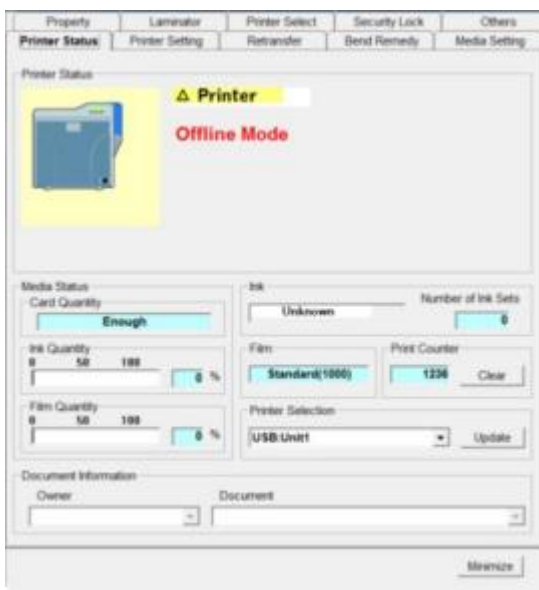 Property Laminator Printer Select Security Lock Others
Printer Status Printer Setting Retransfer Bend Remedy Media Setting
Printer Status
⚠ Printer
Offline Mode
Media Status
Card Quantity
Enough
Ink Quantity
0 50 100
0 %
Film Quantity
0 50 100
0 %
Ink
Unknown
Number of Ink Sets
0
Film
Standard(1000)
Print Counter
1236 Clear
Printer Selection
USB:Unit1 Update
Document Information
Owner Document
Minimize